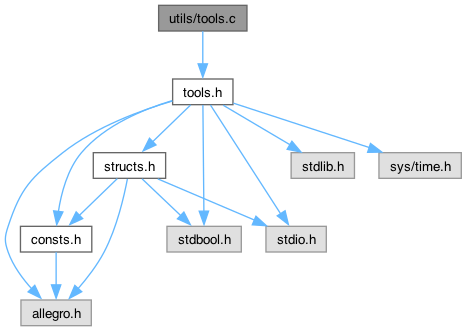 utils/tools.c
tools.h
structs.h
stdlib.h
sys/time.h
consts.h
stdbool.h
stdio.h
allegro.h